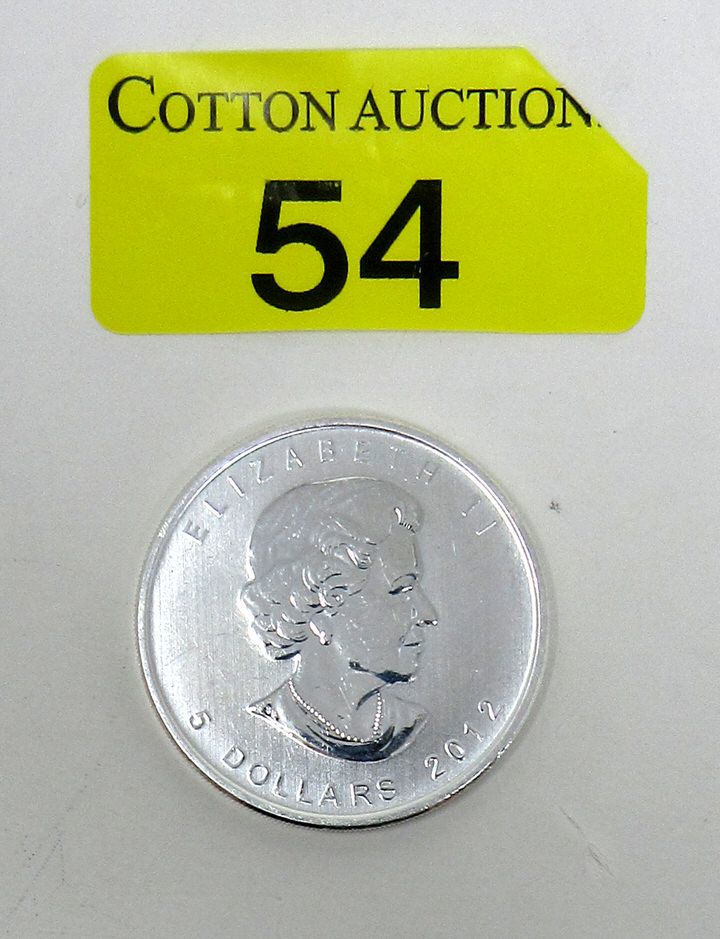 COTTON AUCTION
54
ELIZABETH II
5 DOLLARS 2012